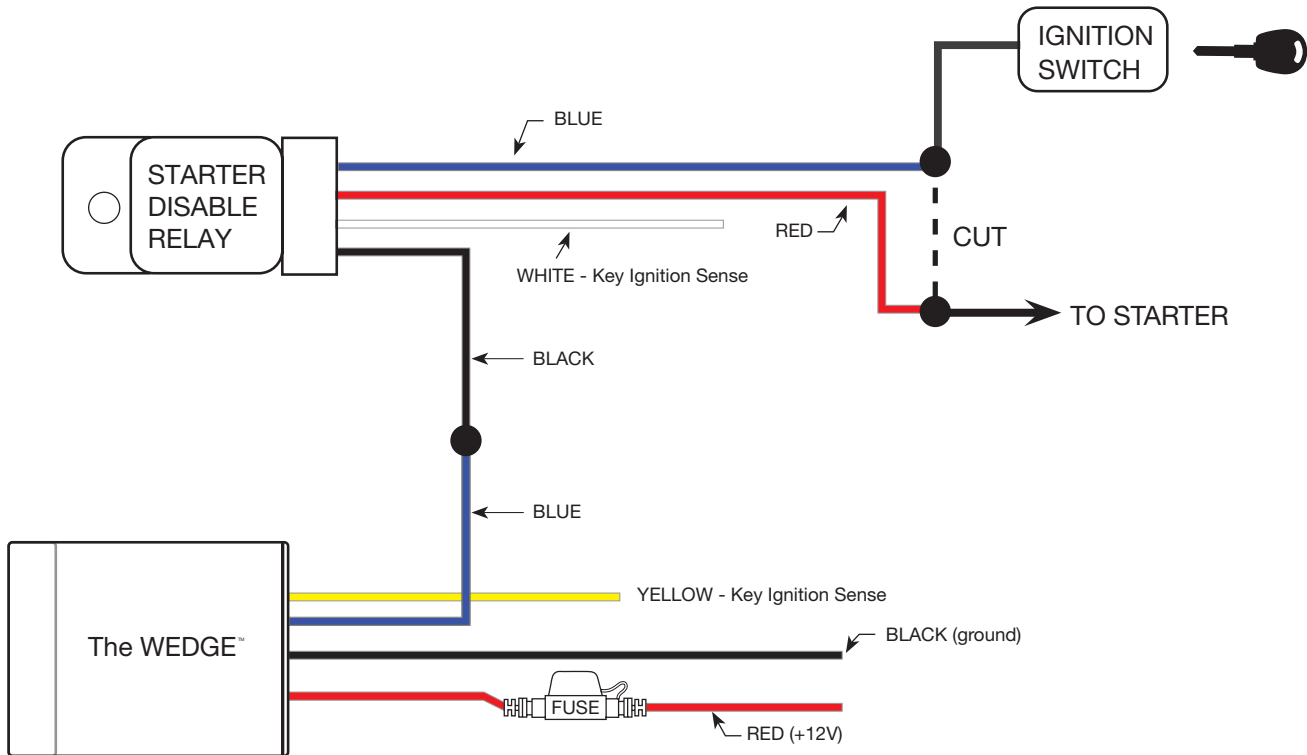 IGNITION
SWITCH
BLUE
STARTER
DISABLE
RELAY
RED
CUT
WHITE - Key Ignition Sense
TO STARTER
BLACK
BLUE
YELLOW - Key Ignition Sense
The WEDGE™
BLACK (ground)
FUSE
RED (+12V)